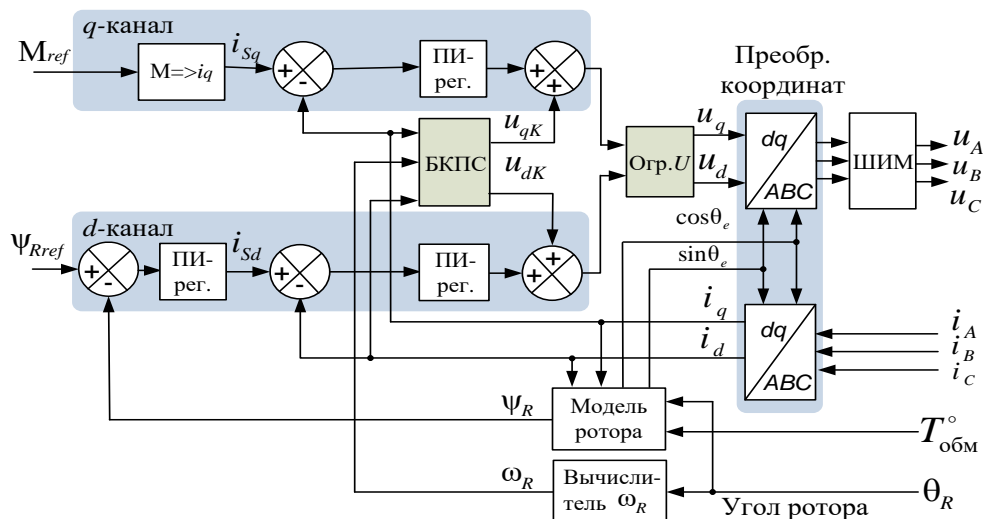 q-канал
M_ref
M=>i_q
i_Sq
+
-
ПИ-
рег.
+
+
u_qK
БКПС
u_dK
Огр.U
u_q
u_d
Преобр.
координат
dq
ABC
ШИМ
u_A
u_B
u_C
cosθ_e
sinθ_e
d-канал
Ψ_Rref
+
-
ПИ-
рег.
i_Sd
+
-
ПИ-
рег.
+
+
i_q
i_d
dq
ABC
i_A
i_B
i_C
Ψ_R
Модель
ротора
T°_обм
ω_R
Вычисли-
тель ω_R
Угол ротора
θ_R